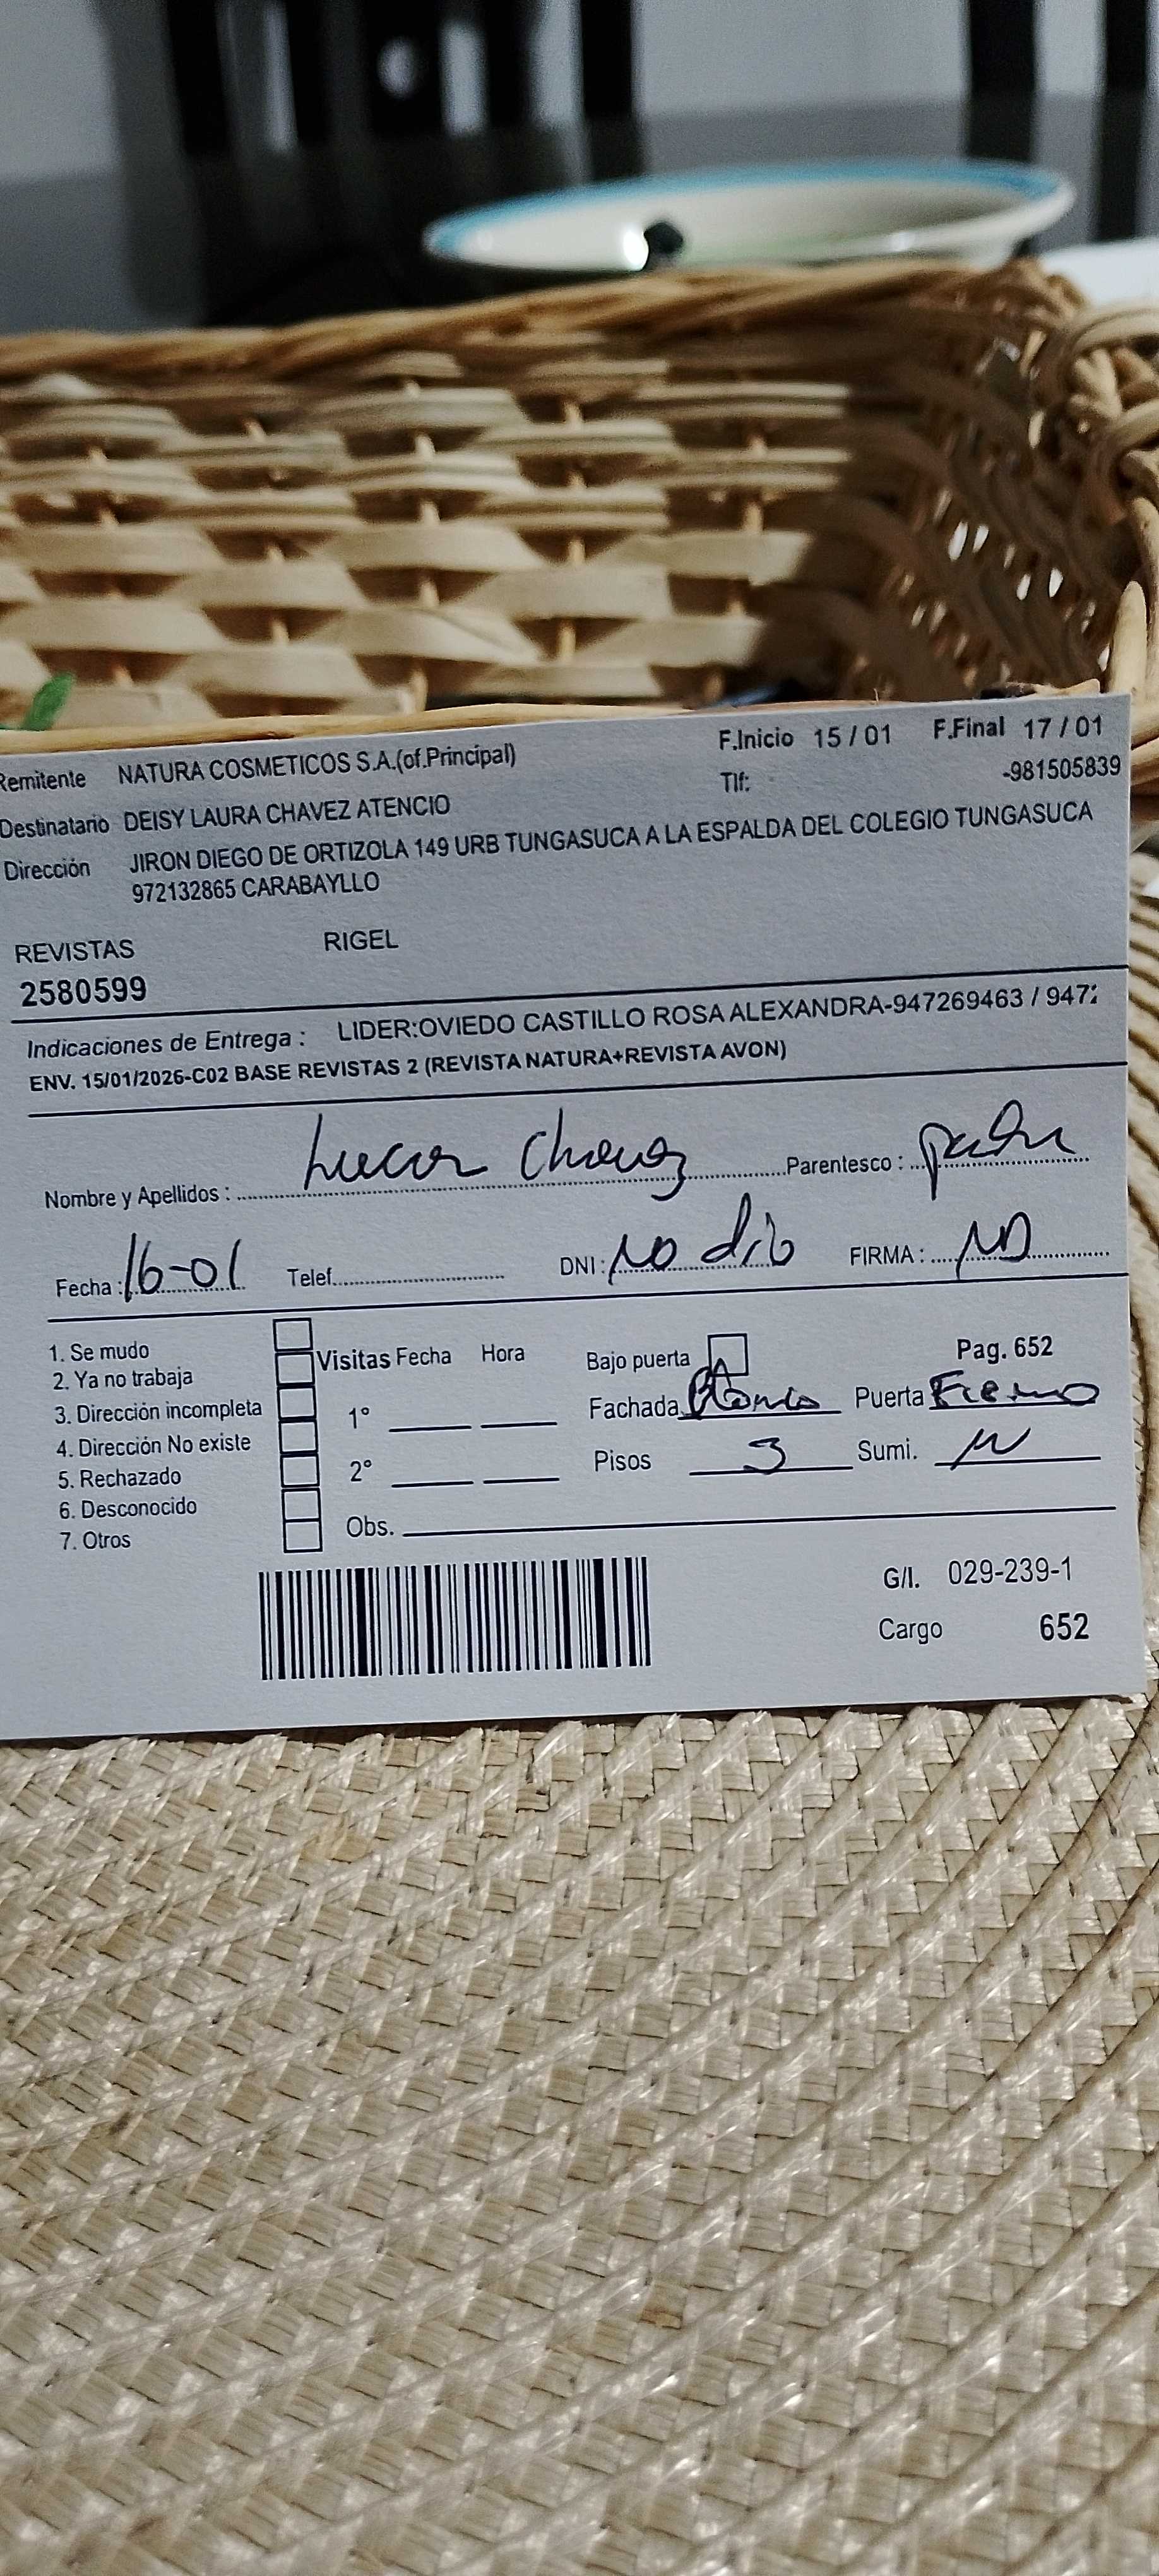 Remitente NATURA COSMETICOS S.A.(of.Principal) F.Inicio 15 / 01 F.Final 17 / 01
Tlf: -981505839
Destinatario DEISY LAURA CHAVEZ ATENCIO
Dirección JIRON DIEGO DE ORTIZOLA 149 URB TUNGASUCA A LA ESPALDA DEL COLEGIO TUNGASUCA
972132865 CARABAYLLO
REVISTAS RIGEL
2580599
Indicaciones de Entrega : LIDER:OVIEDO CASTILLO ROSA ALEXANDRA-947269463 / 947
ENV. 15/01/2026-C02 BASE REVISTAS 2 (REVISTA NATURA+REVISTA AVON)
Nombre y Apellidos : Chavez Parentesco : padre
Fecha : 16-01 Telef. DNI : NO dio FIRMA : ND
1. Se mudo
2. Ya no trabaja
3. Dirección incompleta
4. Dirección No existe
5. Rechazado
6. Desconocido
7. Otros
Visitas Fecha Hora
1°
2°
Obs.
Bajo puerta Pag. 652
Fachada Blanco Puerta Fierro
Pisos 3 Sumi.
G/I. 029-239-1
Cargo 652